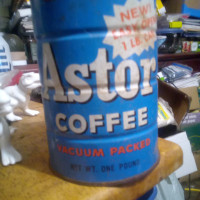 NEW!
Astor
COFFEE
VACUUM PACKED
NET WT. ONE POUND